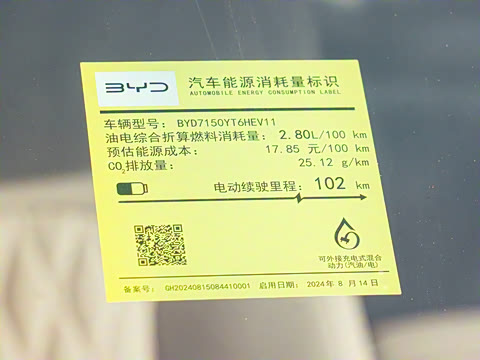 BYD
汽车能源消耗量标识
AUTOMOBILE ENERGY CONSUMPTION LABEL
车辆型号: BYD7150YT6HEV11
油电综合折算燃料消耗量: 2.80L/100 km
预估能源成本: 17.85 元/100 km
CO2排放量: 25.12 g/km
电动续驶里程: 102 km
可外接充电式混合
动力(汽油/电)
备案号: GH20240815084410001 启用日期: 2024年 8 月 14 日